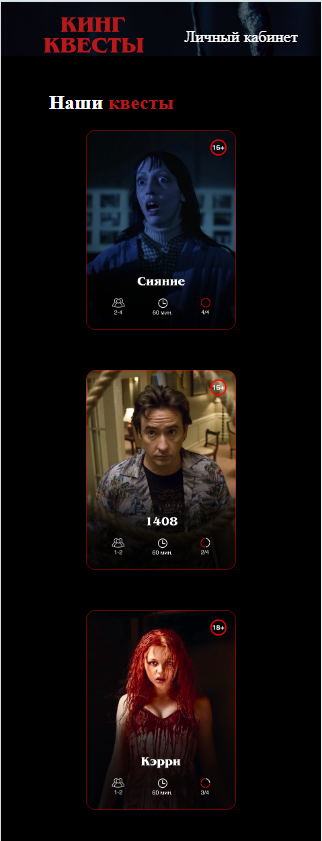 КИНГ
КВЕСТЫ
Личный кабинет
Наши квесты
16+
Сияние
2-4
60 мин.
4/4
16+
1408
1-2
60 мин.
2/4
18+
Кэрри
1-2
60 мин.
3/4